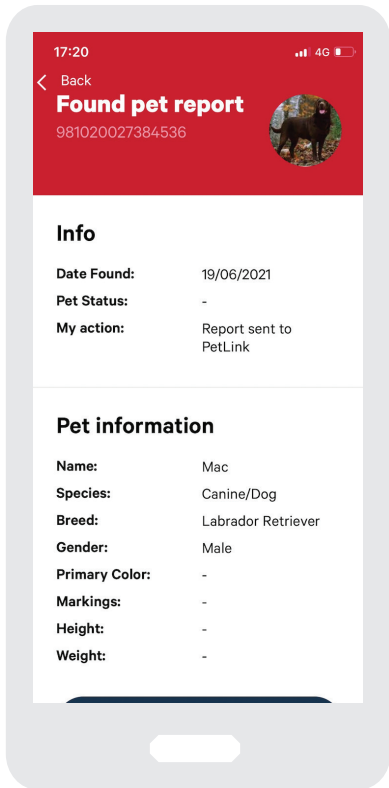 17:20 4G
Back
Found pet report
981020027384536
Info
Date Found: 19/06/2021
Pet Status: -
My action: Report sent to
PetLink
Pet information
Name: Mac
Species: Canine/Dog
Breed: Labrador Retriever
Gender: Male
Primary Color: -
Markings: -
Height: -
Weight: -